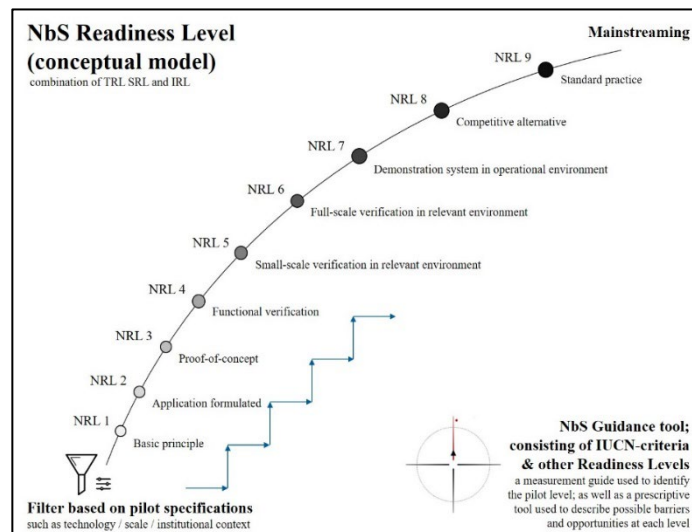 NbS Readiness Level
(conceptual model)
combination of TRL SRL and IRL
Mainstreaming
NRL 9
Standard practice
NRL 8
Competitive alternative
NRL 7
Demonstration system in operational environment
NRL 6
Full-scale verification in relevant environment
NRL 5
Small-scale verification in relevant environment
NRL 4
Functional verification
NRL 3
Proof-of-concept
NRL 2
Application formulated
NRL 1
Basic principle
Filter based on pilot specifications
such as technology / scale / institutional context
NbS Guidance tool;
consisting of IUCN-criteria
& other Readiness Levels
a measurement guide used to identify
the pilot level; as well as a prescriptive
tool used to describe possible barriers
and opportunities at each level